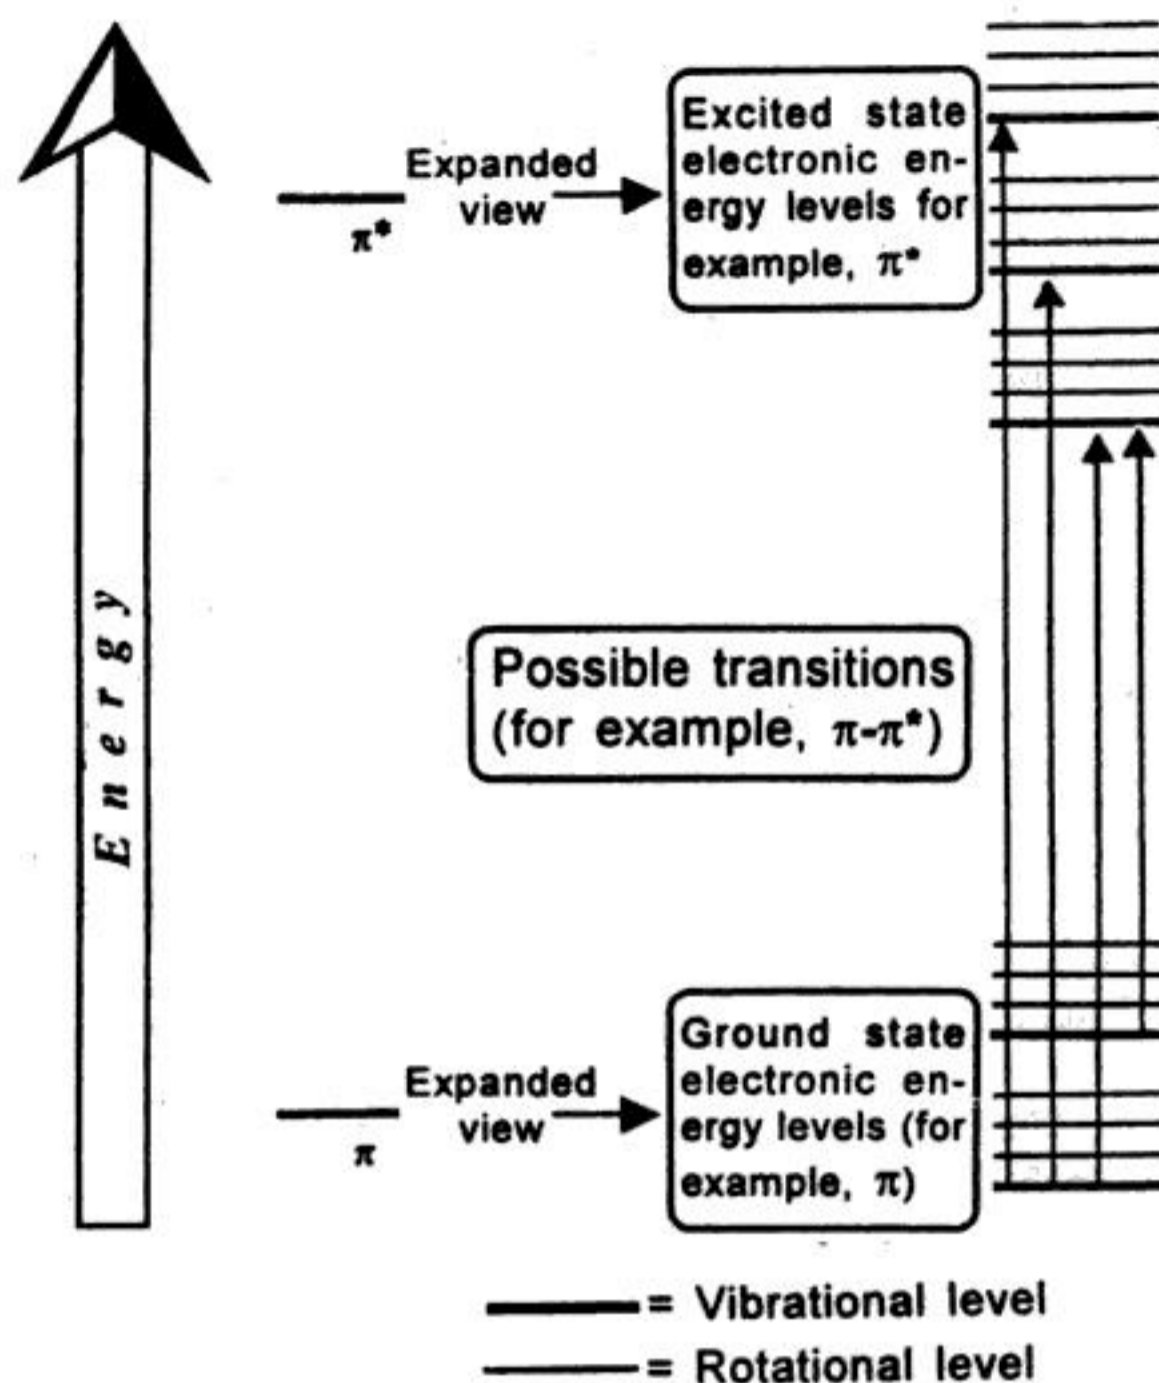 Excited state
electronic en-
ergy levels for
example, π*
Expanded
view
π*
Energy
Possible transitions
(for example, π-π*)
Ground state
electronic en-
ergy levels (for
example, π)
Expanded
view
π
= Vibrational level
= Rotational level